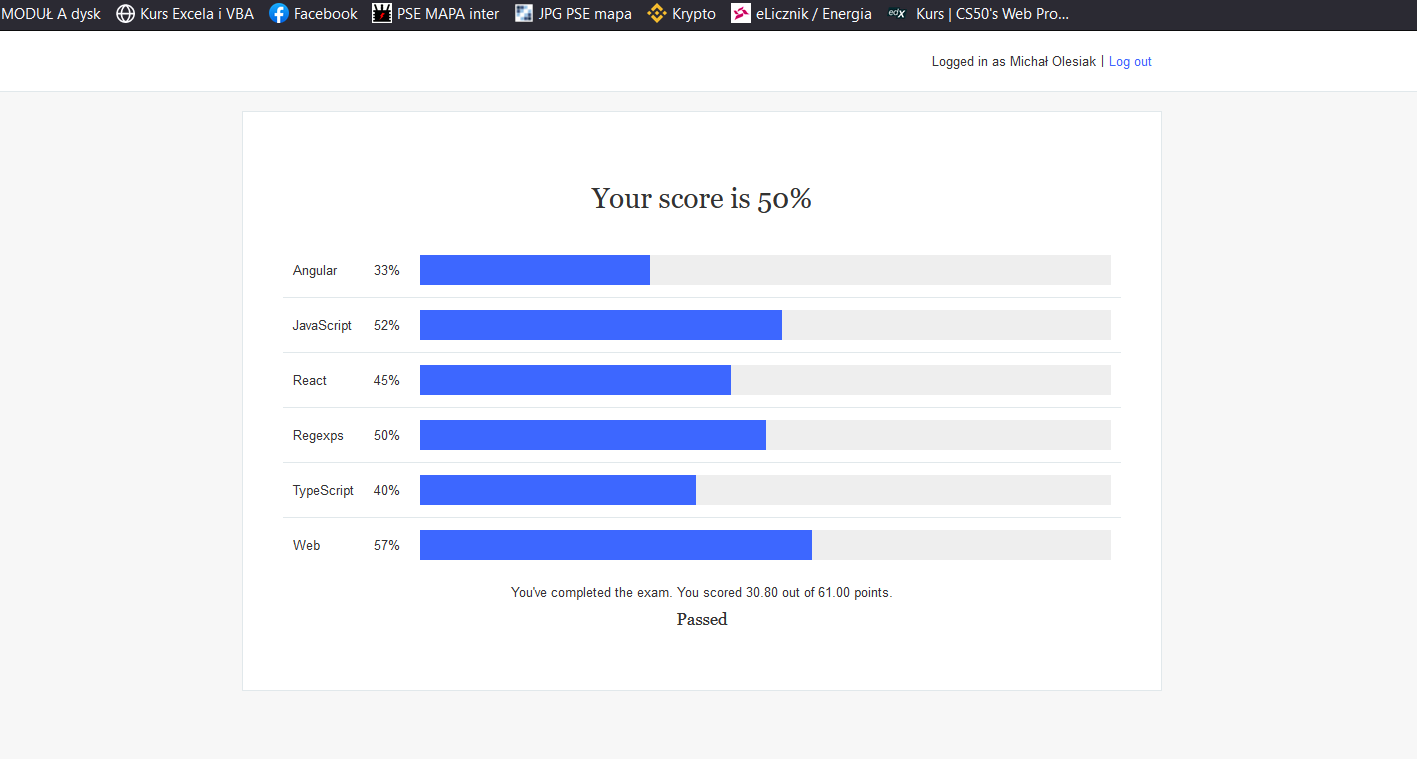 MODUŁ A dysk Kurs Excela i VBA Facebook PSE MAPA inter JPG PSE mapa Krypto eLicznik / Energia edX Kurs | CS50's Web Pro...
Logged in as Michał Olesiak | Log out
Your score is 50%
Angular 33%
JavaScript 52%
React 45%
Regexps 50%
TypeScript 40%
Web 57%
You've completed the exam. You scored 30.80 out of 61.00 points.
Passed